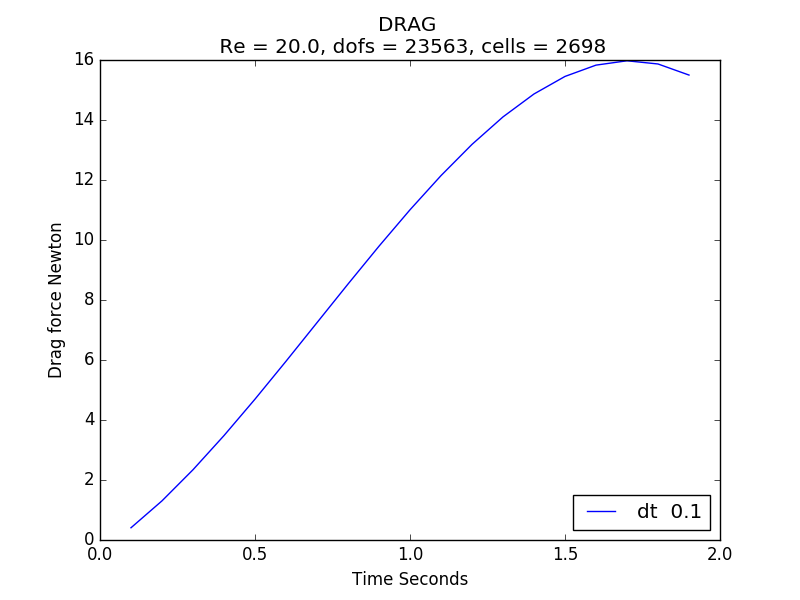 DRAG
Re = 20.0, dofs = 23563, cells = 2698
16
14
12
10
8
6
4
2
0
Drag force Newton
dt 0.1
0.0 0.5 1.0 1.5 2.0
Time Seconds